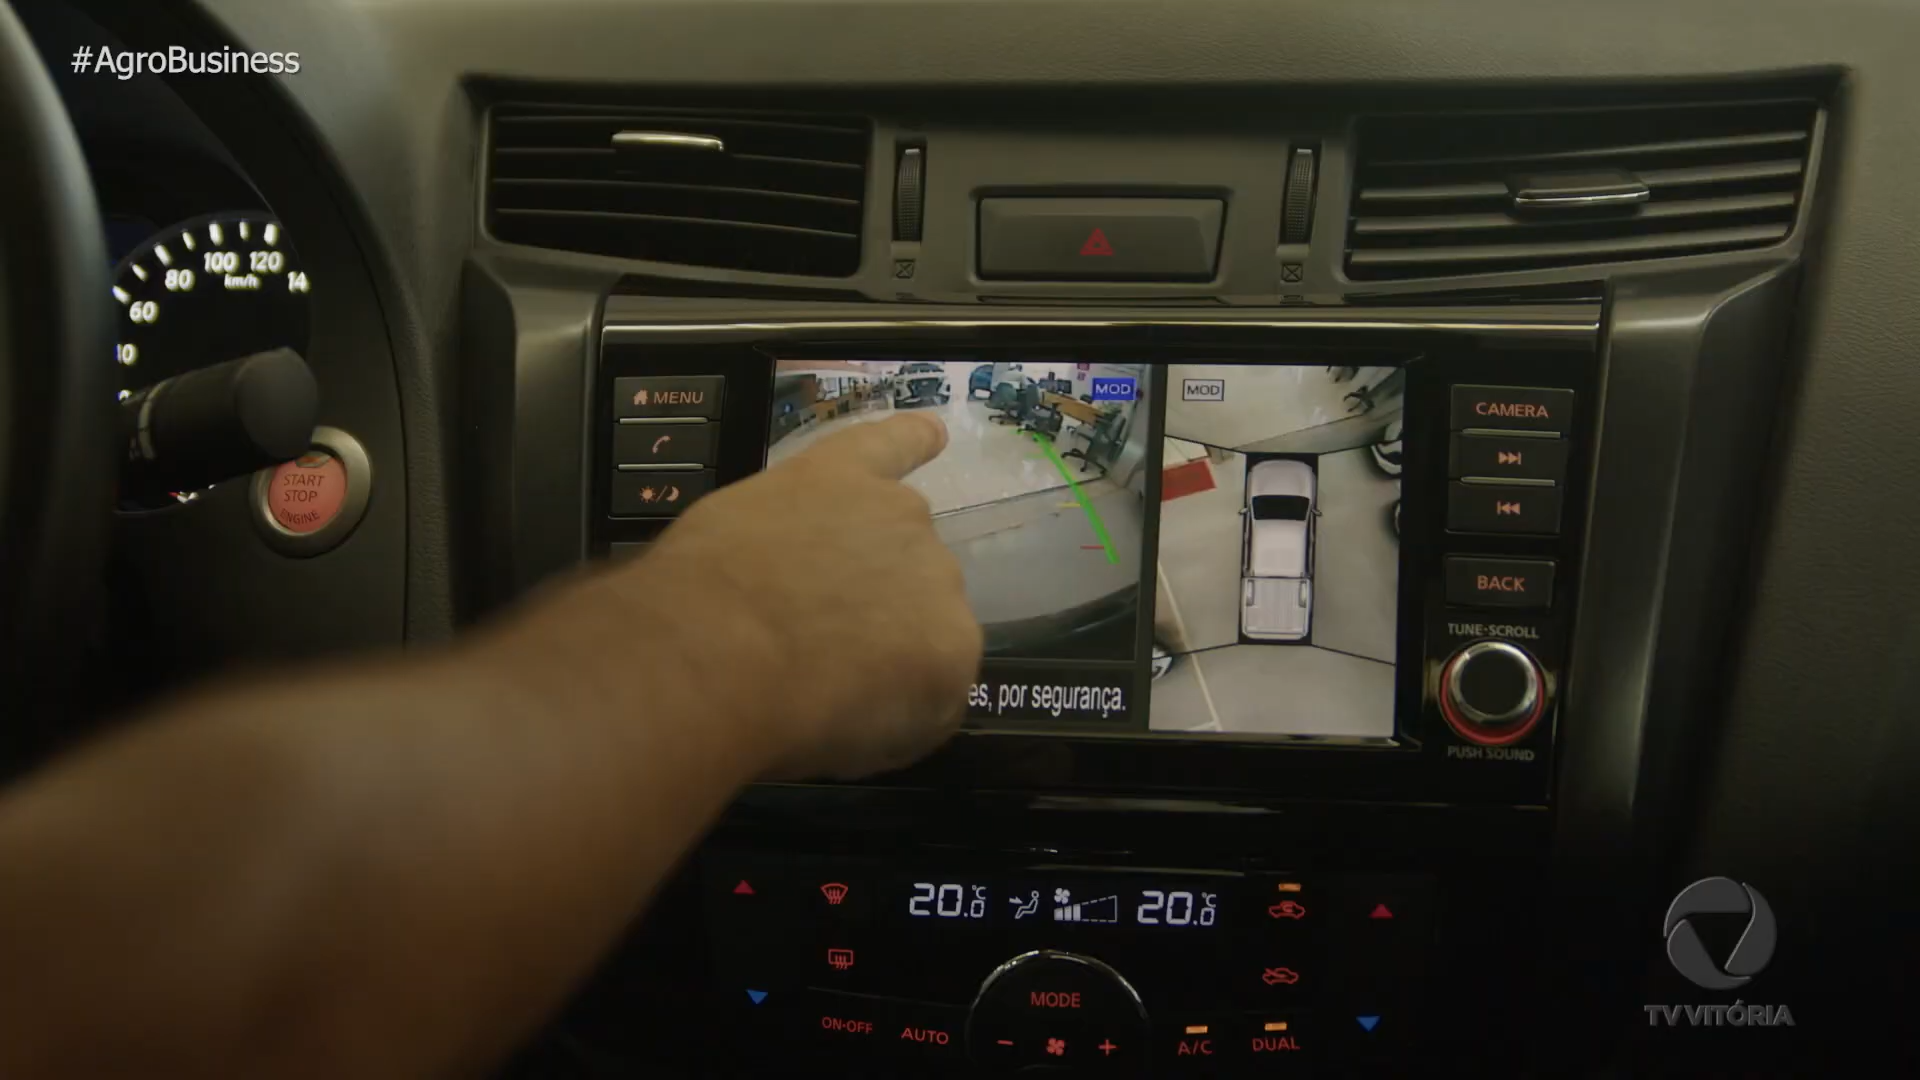 #AgroBusiness
60
80
100
120
14
km/h
START
STOP
ENGINE
MENU
MOD
MOD
CAMERA
BACK
TUNE·SCROLL
PUSH SOUND
es, por segurança.
20.0°C
20.0°C
MODE
ON·OFF
AUTO
A/C
DUAL
TV VITÓRIA